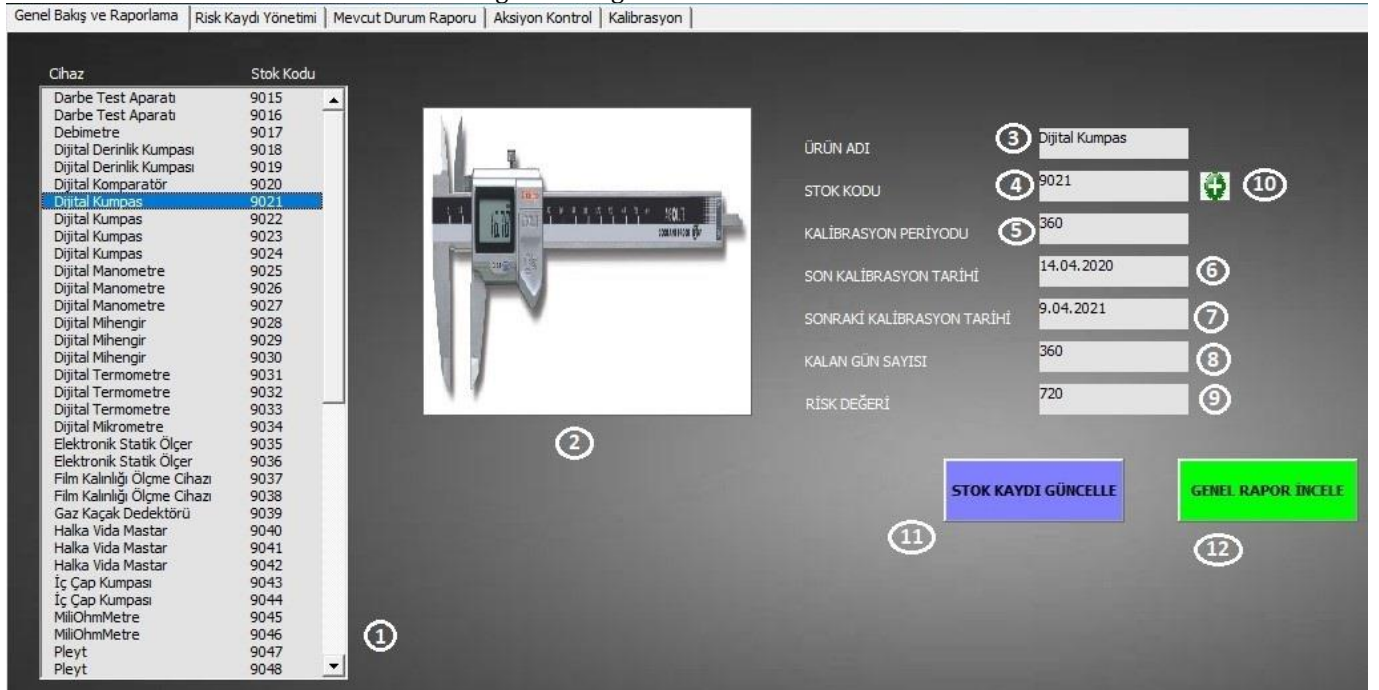 Genel Bakış ve Raporlama Risk Kaydı Yönetimi Mevcut Durum Raporu Aksiyon Kontrol Kalibrasyon
Cihaz Stok Kodu
Darbe Test Aparatı 9015
Darbe Test Aparatı 9016
Debimetre 9017
Dijital Derinlik Kumpası 9018
Dijital Derinlik Kumpası 9019
Dijital Komparatör 9020
Dijital Kumpas 9021
Dijital Kumpas 9022
Dijital Kumpas 9023
Dijital Kumpas 9024
Dijital Manometre 9025
Dijital Manometre 9026
Dijital Manometre 9027
Dijital Mihengir 9028
Dijital Mihengir 9029
Dijital Mihengir 9030
Dijital Termometre 9031
Dijital Termometre 9032
Dijital Termometre 9033
Dijital Mikrometre 9034
Elektronik Statik Ölçer 9035
Elektronik Statik Ölçer 9036
Film Kalınlığı Ölçme Cihazı 9037
Film Kalınlığı Ölçme Cihazı 9038
Gaz Kaçak Dedektörü 9039
Halka Vida Mastar 9040
Halka Vida Mastar 9041
Halka Vida Mastar 9042
İç Çap Kumpası 9043
İç Çap Kumpası 9044
MiliOhmMetre 9045
MiliOhmMetre 9046
Pleyt 9047
Pleyt 9048
1
2
ÜRÜN ADI 3 Dijital Kumpas
STOK KODU 4 9021 10
KALİBRASYON PERİYODU 5 360
SON KALİBRASYON TARİHİ 14.04.2020 6
SONRAKİ KALİBRASYON TARİHİ 9.04.2021 7
KALAN GÜN SAYISI 360 8
RİSK DEĞERİ 720 9
STOK KAYDI GÜNCELLE GENEL RAPOR İNCELE
11 12